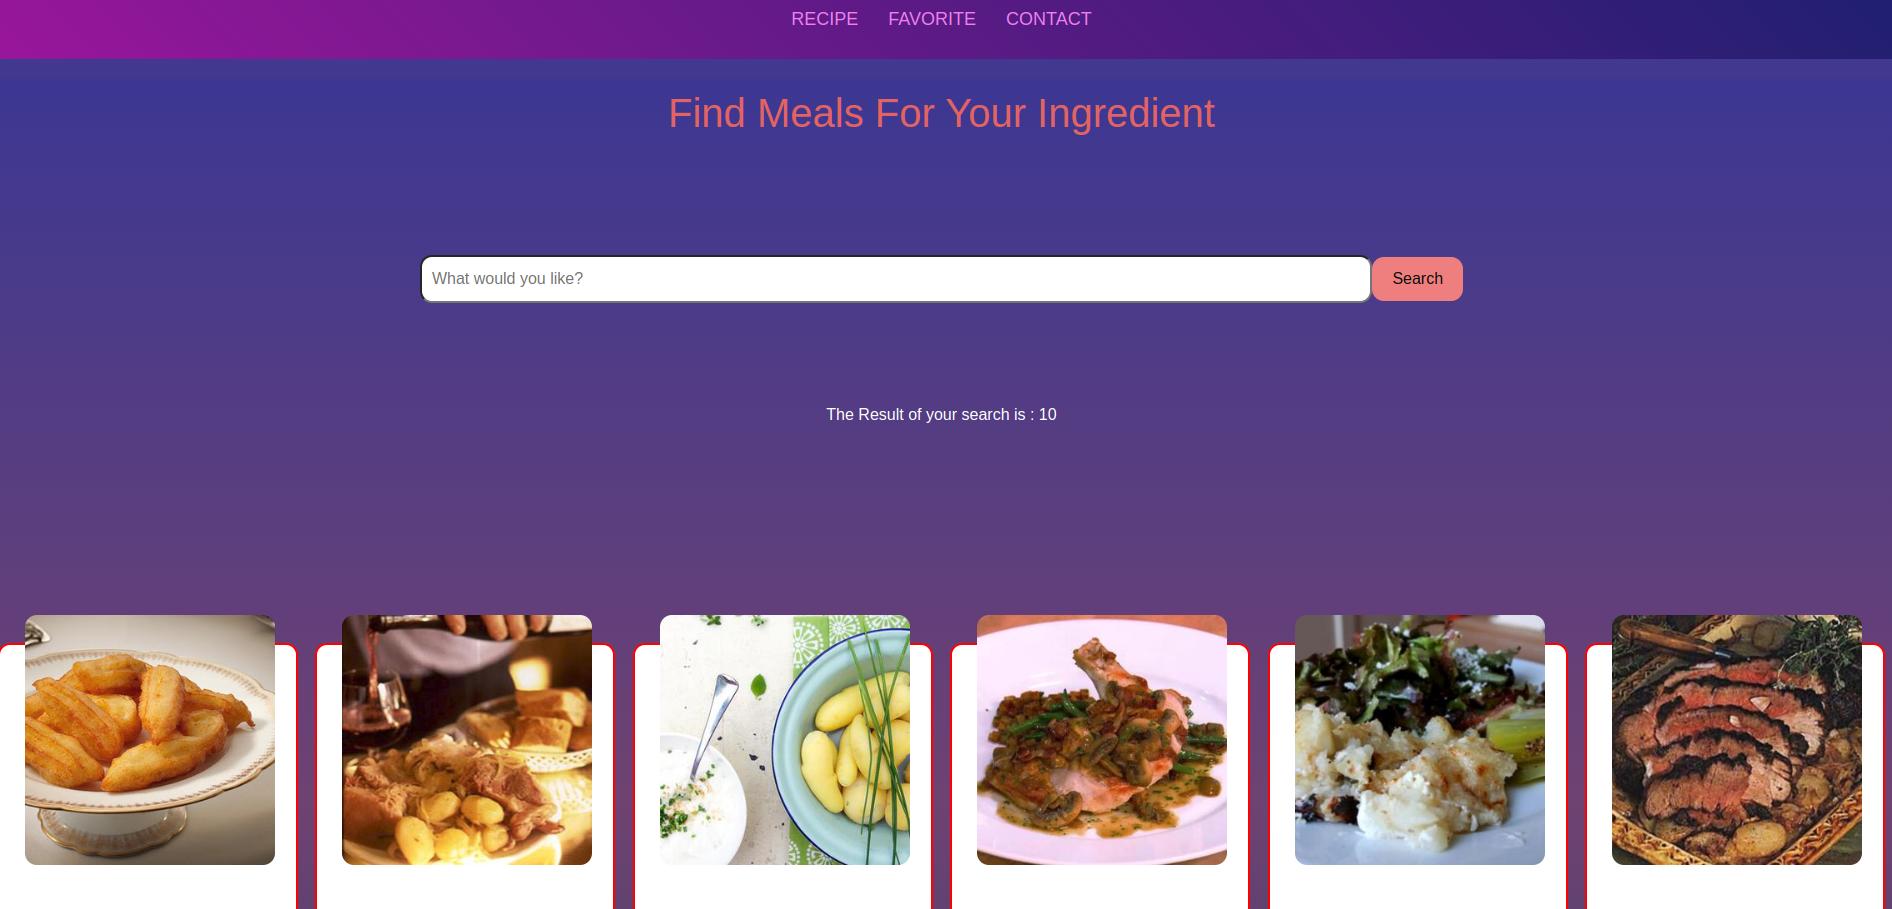 RECIPE FAVORITE CONTACT
Find Meals For Your Ingredient
What would you like? Search
The Result of your search is : 10